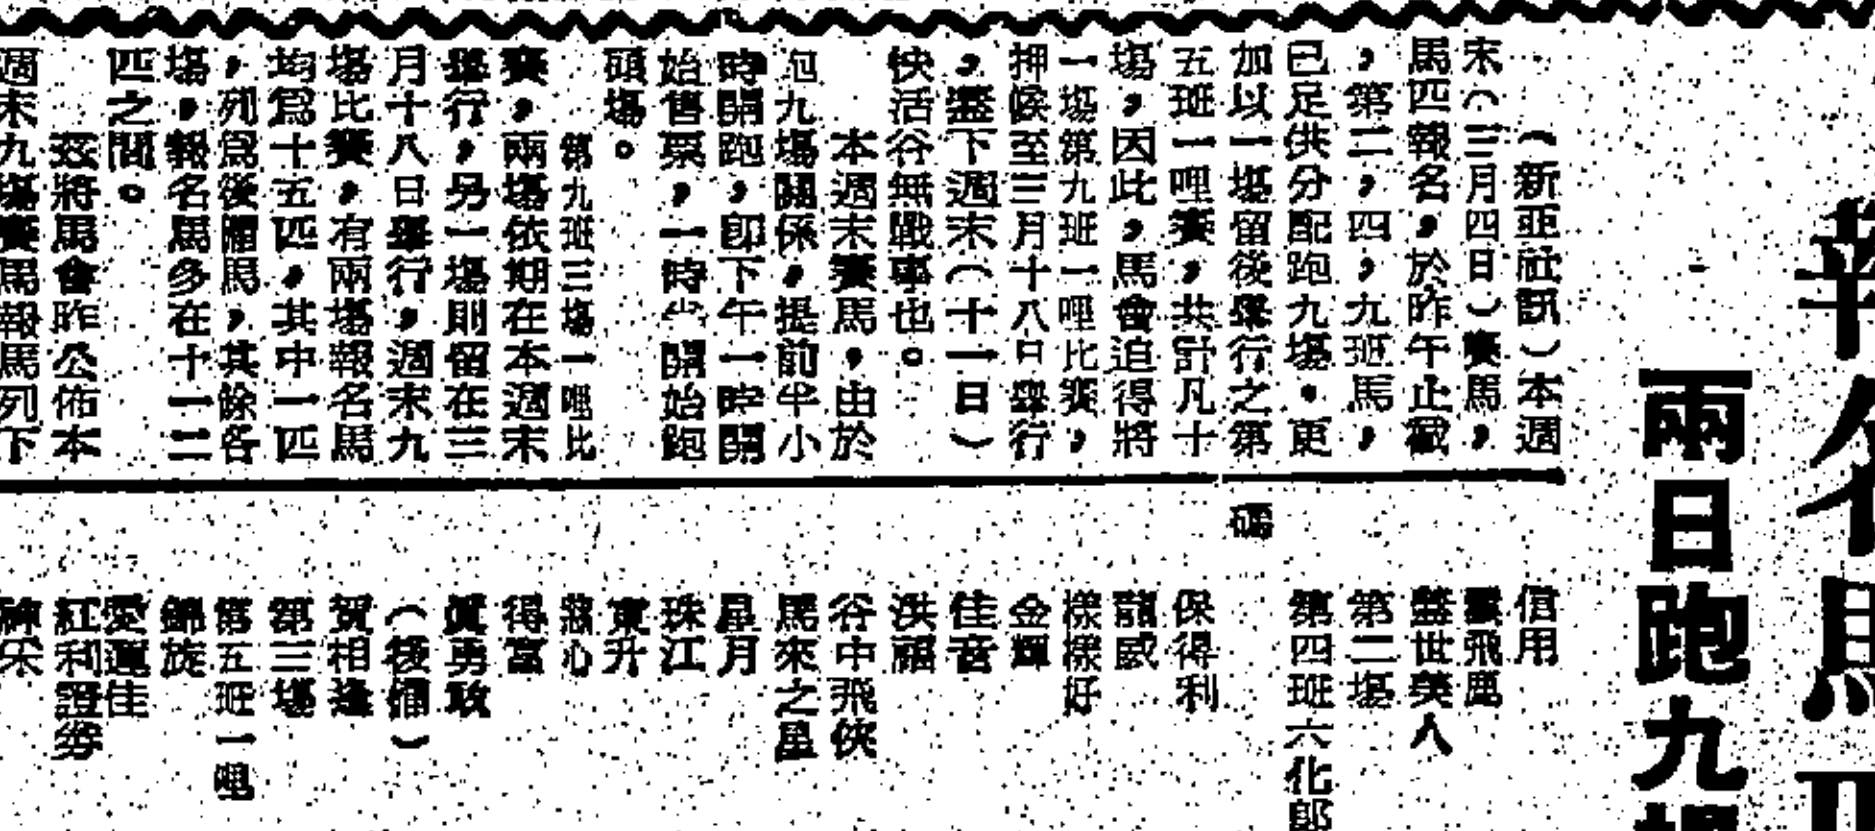 報名馬匹
兩日跑九場
（新亞社訊）本週
末（三月四日）賽馬，
馬匹報名，於昨午止截
，第二，四，九班馬，
已足供分配跑九場。更
加以一場留後舉行之第
五班一哩賽，共計凡十
場，因此，馬會迫得將
一場第九班一哩比賽，
押候至三月十八日舉行
，蓋下週末（十一日）
快活谷無戰事也。
本週末賽馬，由於
跑九場關係，提前半小
時開跑，卽下午一時開
始售票，一時半開始跑
頭場。
第九班三場一哩比
賽，兩場依期在本週末
舉行，另一場則留在三
月十八日舉行，週末九
場比賽，有兩場報名馬
均爲十五匹，其中一匹
，列爲後備馬，其餘各
場，報名馬多在十一二
匹之間。
茲將馬會昨公佈本
週末九場賽馬報馬列下
信用
雲飛鳳
盤世美人
第二場
第四班六化郎
碼
保得利
龍威
樣樣好
金輝
佳音
洪福
谷中飛俠
馬來之星
星月
珠江
東升
慈心
得富
眞勇敢
（後備）
賀相逢
第三場
第五班一哩
錦旋
愛運佳
紅利證券
神采